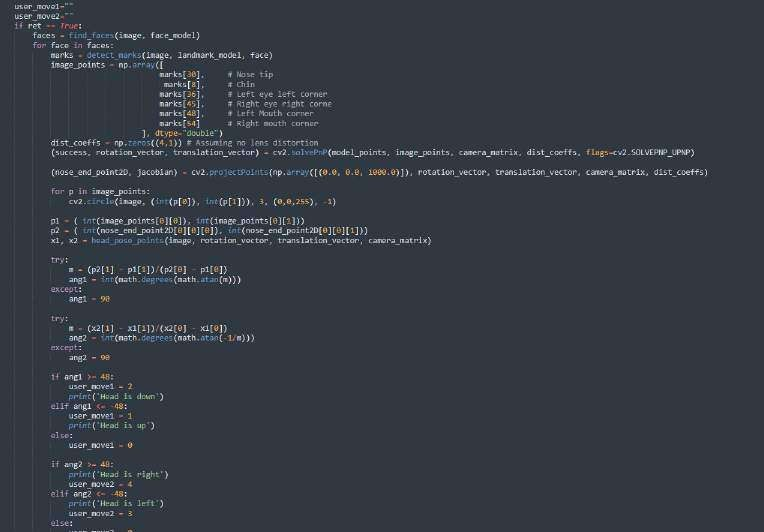 user_move1=""
user_move2=""
if ret == True:
faces = find_faces(image, face_model)
for face in faces:
marks = detect_marks(image, landmark_model, face)
image_points = np.array([
marks[30], # Nose tip
marks[8], # Chin
marks[36], # Left eye left corner
marks[45], # Right eye right corne
marks[48], # Left Mouth corner
marks[54] # Right mouth corner
], dtype="double")
dist_coeffs = np.zeros((4,1)) # Assuming no lens distortion
(success, rotation_vector, translation_vector) = cv2.solvePnP(model_points, image_points, camera_matrix, dist_coeffs, flags=cv2.SOLVEPNP_UPNP)
(nose_end_point2D, jacobian) = cv2.projectPoints(np.array([(0.0, 0.0, 1000.0)]), rotation_vector, translation_vector, camera_matrix, dist_coeffs)
for p in image_points:
cv2.circle(image, (int(p[0]), int(p[1])), 3, (0,0,255), -1)
p1 = ( int(image_points[0][0]), int(image_points[0][1]))
p2 = ( int(nose_end_point2D[0][0][0]), int(nose_end_point2D[0][0][1]))
x1, x2 = head_pose_points(image, rotation_vector, translation_vector, camera_matrix)
try:
m = (p2[1] - p1[1])/(p2[0] - p1[0])
ang1 = int(math.degrees(math.atan(m)))
except:
ang1 = 90
try:
m = (x2[1] - x1[1])/(x2[0] - x1[0])
ang2 = int(math.degrees(math.atan(-1/m)))
except:
ang2 = 90
if ang1 >= 48:
user_move1 = 2
print('Head is down')
elif ang1 <= -48:
user_move1 = 1
print('Head is up')
else:
user_move1 = 0
if ang2 >= 48:
print('Head is right')
user_move2 = 4
elif ang2 <= -48:
print('Head is left')
user_move2 = 3
else: